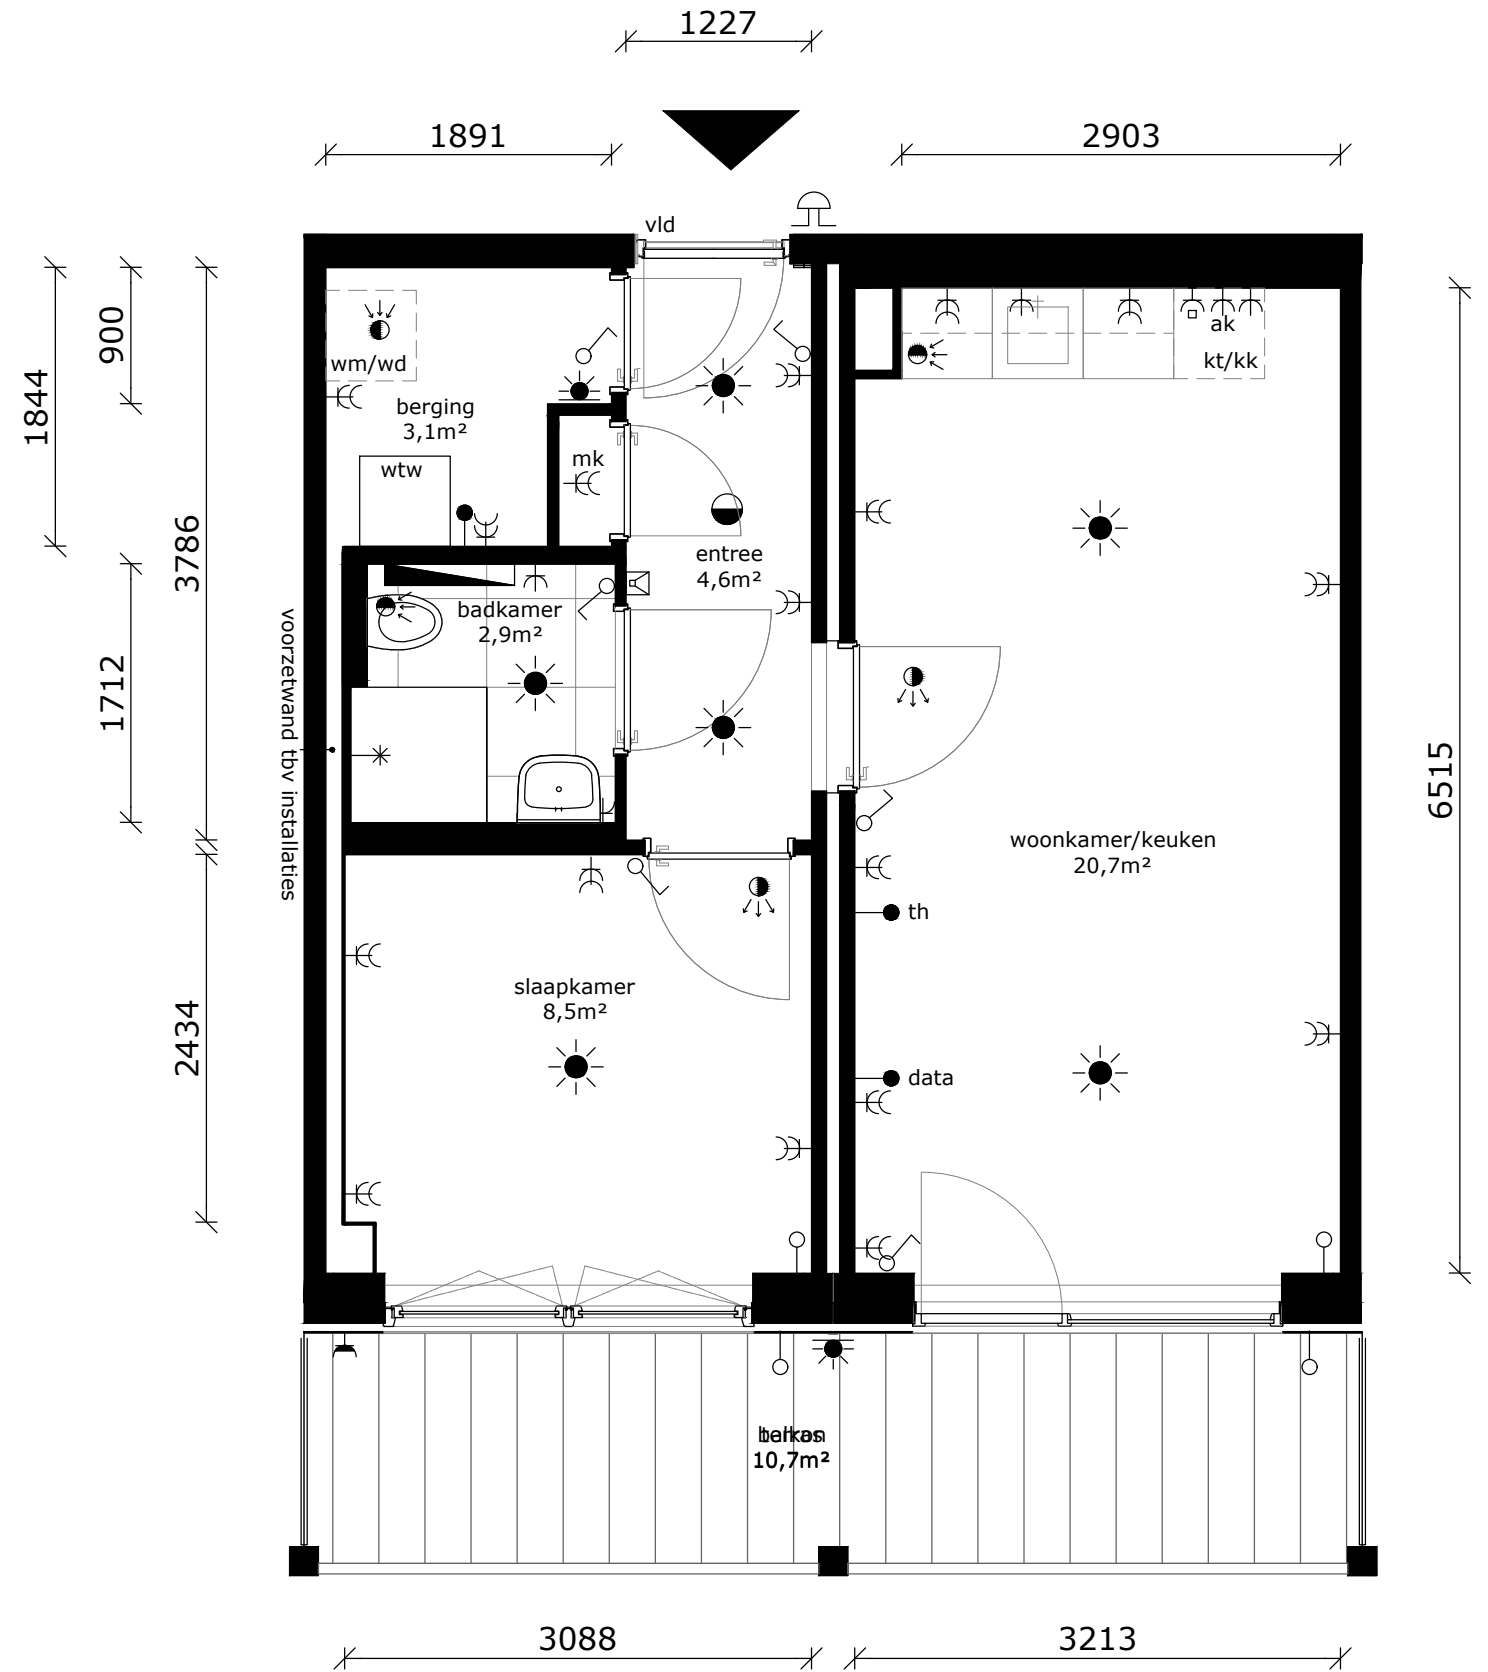 1227
1891
2903
vld
900
1844
3786
1712
2434
6515
wm/wd
berging
3,1m²
wtw
mk
ak
kt/kk
entree
4,6m²
badkamer
2,9m²
voorzetwand tbv installaties
woonkamer/keuken
20,7m²
th
slaapkamer
8,5m²
data
10,7m²
3088
3213